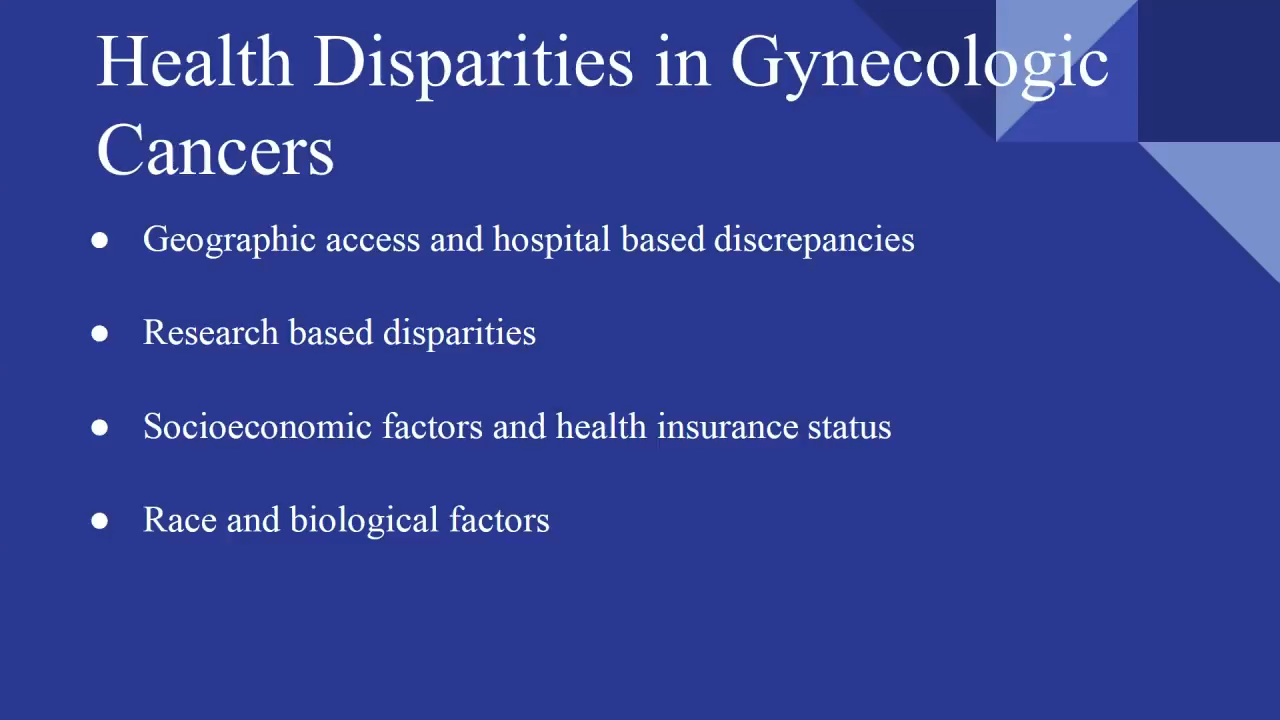 Health Disparities in Gynecologic
Cancers
● Geographic access and hospital based discrepancies
● Research based disparities
● Socioeconomic factors and health insurance status
● Race and biological factors